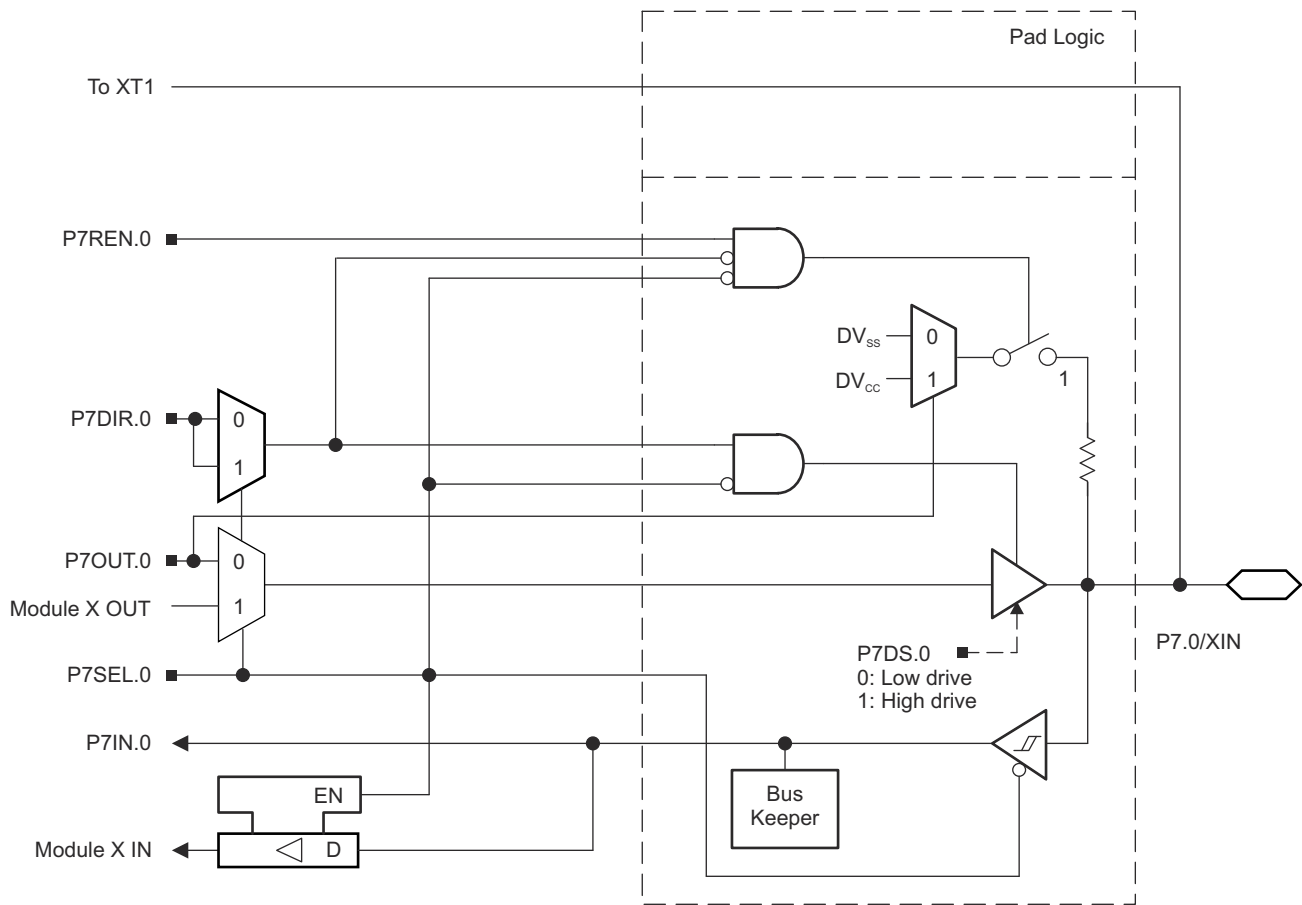 Pad Logic
To XT1
P7REN.0
DVSS
0
DVCC
1
1
P7DIR.0
0
1
P7OUT.0
0
Module X OUT
1
P7SEL.0
P7DS.0
0: Low drive
1: High drive
P7.0/XIN
P7IN.0
EN
Bus
Keeper
Module X IN
D